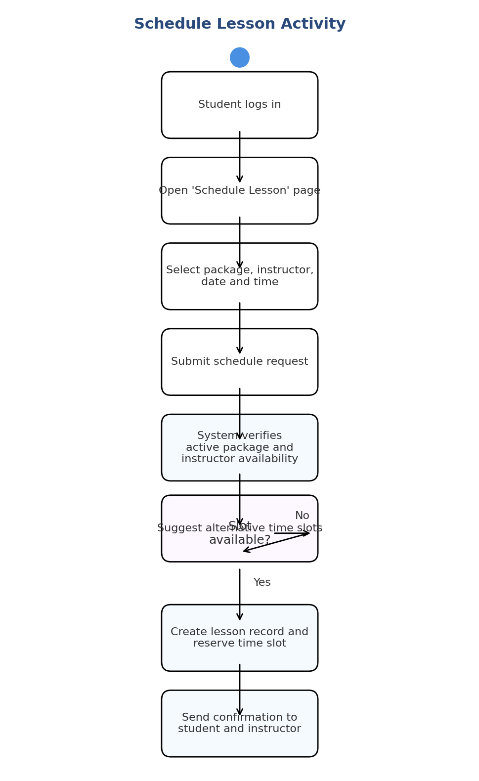 Schedule Lesson Activity
Student logs in
Open 'Schedule Lesson' page
Select package, instructor,
date and time
Submit schedule request
System verifies
active package and
instructor availability
No
Suggest alternative time slots
Slot
available?
Yes
Create lesson record and
reserve time slot
Send confirmation to
student and instructor